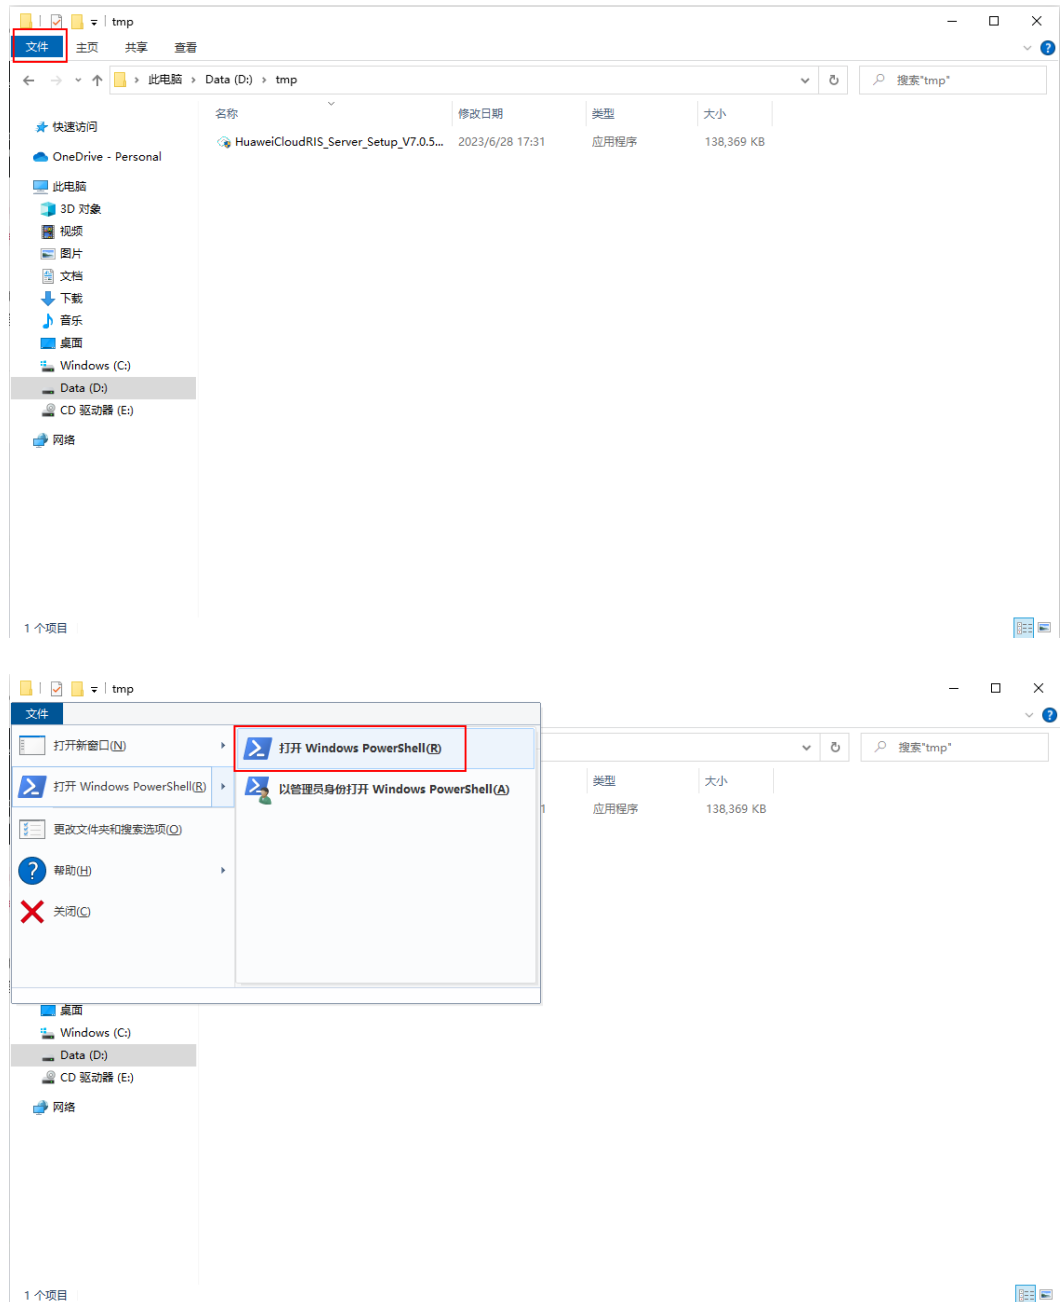 tmp
文件 主页 共享 查看
此电脑 › Data (D:) › tmp
搜索"tmp"
名称 修改日期 类型 大小
快速访问
HuaweiCloudRIS_Server_Setup_V7.0.5... 2023/6/28 17:31 应用程序 138,369 KB
OneDrive - Personal
此电脑
3D 对象
视频
图片
文档
下载
音乐
桌面
Windows (C:)
Data (D:)
CD 驱动器 (E:)
网络
1 个项目
tmp
文件
打开新窗口(N)
打开 Windows PowerShell(R)
更改文件夹和搜索选项(O)
帮助(H)
关闭(C)
打开 Windows PowerShell(R)
以管理员身份打开 Windows PowerShell(A)
搜索"tmp"
类型 大小
1 应用程序 138,369 KB
桌面
Windows (C:)
Data (D:)
CD 驱动器 (E:)
网络
1 个项目